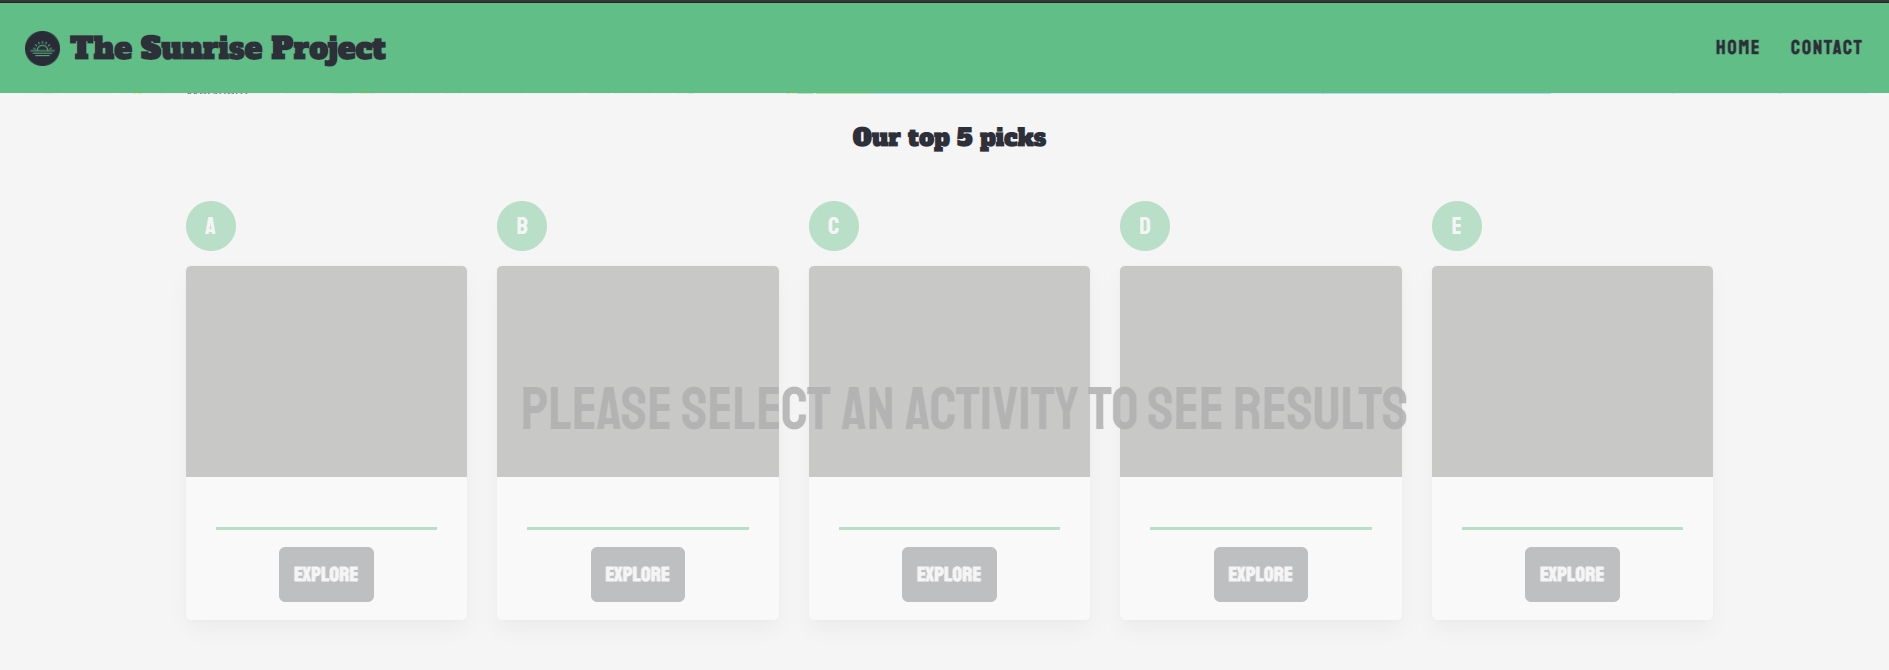 The Sunrise Project
HOME CONTACT
Our top 5 picks
A B C D E
PLEASE SELECT AN ACTIVITY TO SEE RESULTS
EXPLORE EXPLORE EXPLORE EXPLORE EXPLORE